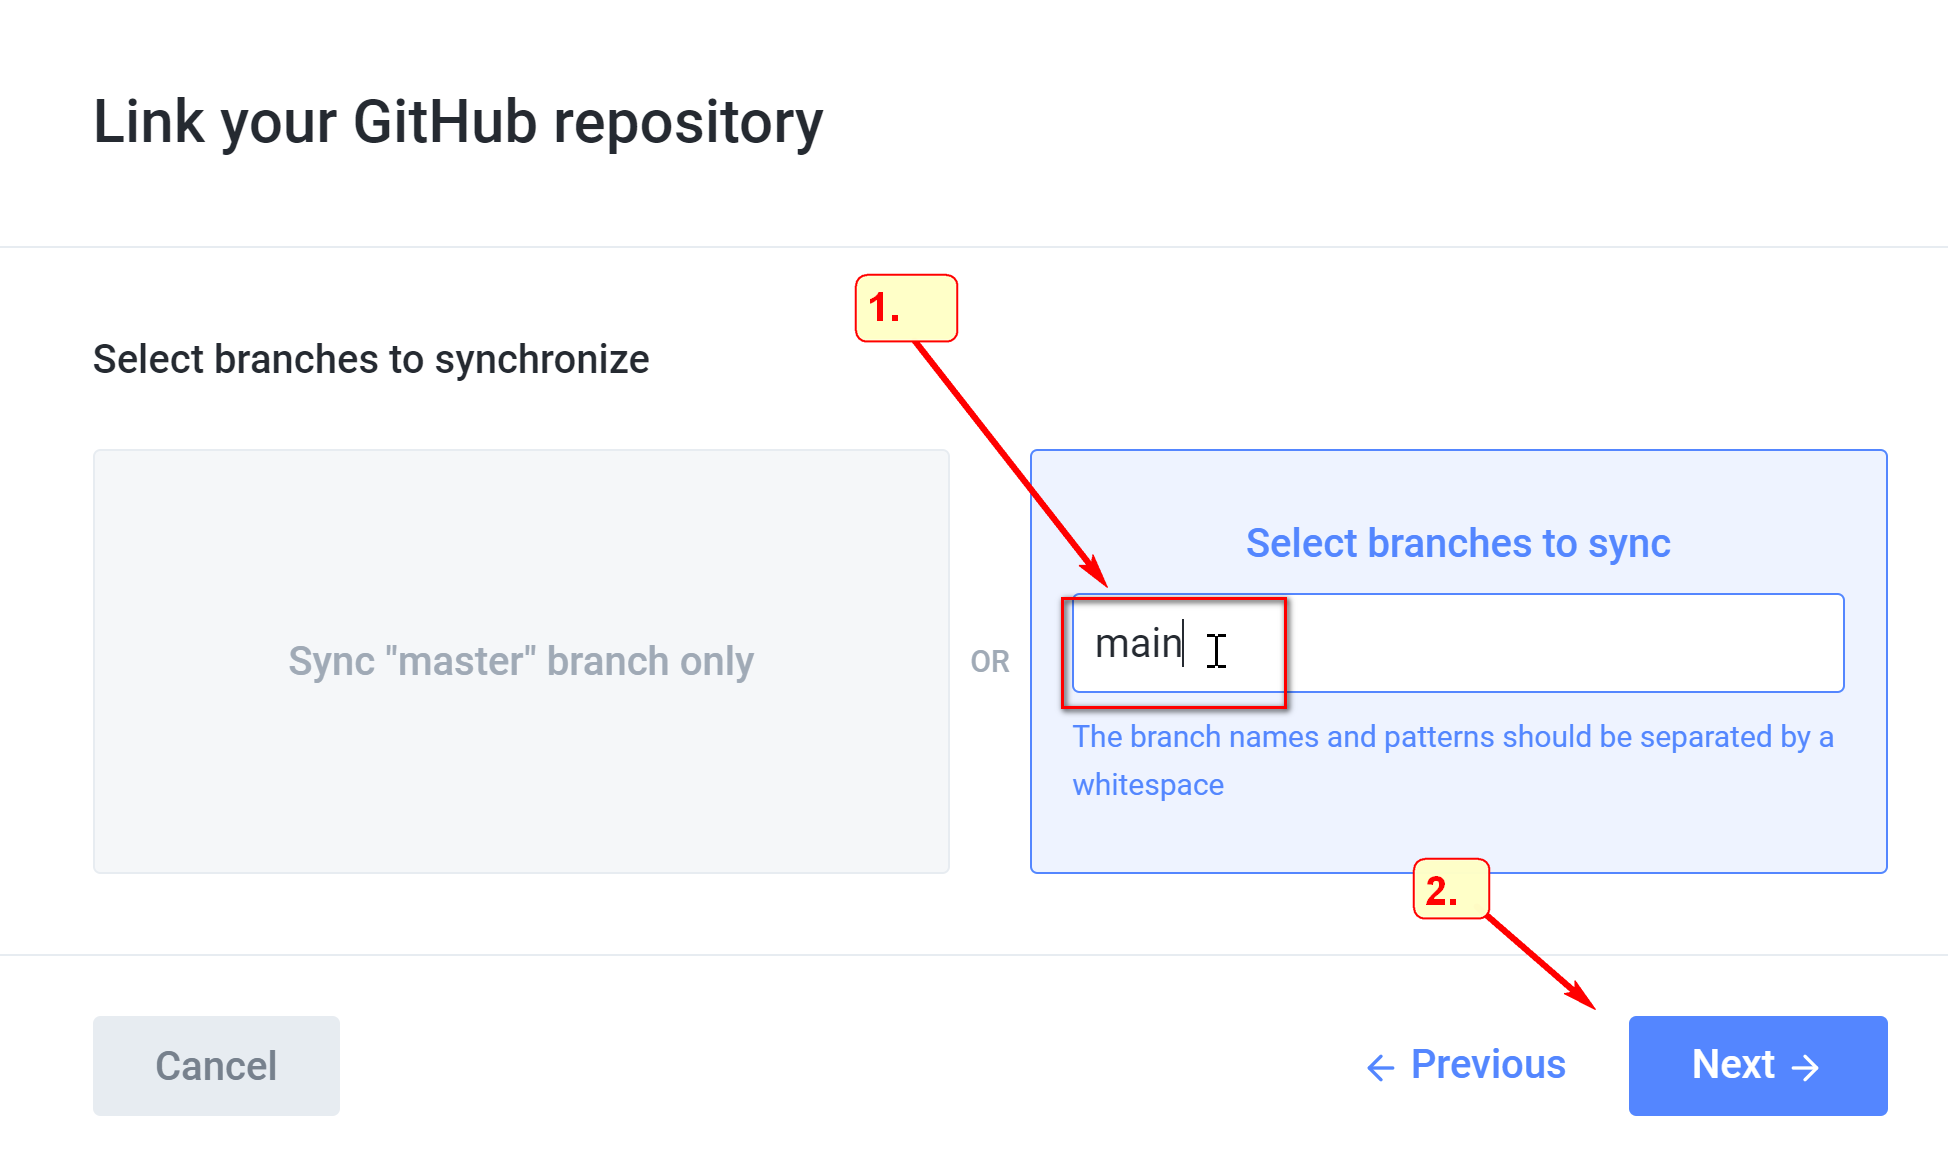 Link your GitHub repository
1.
Select branches to synchronize
Sync "master" branch only
OR
Select branches to sync
main
The branch names and patterns should be separated by a
whitespace
2.
Cancel
← Previous
Next →